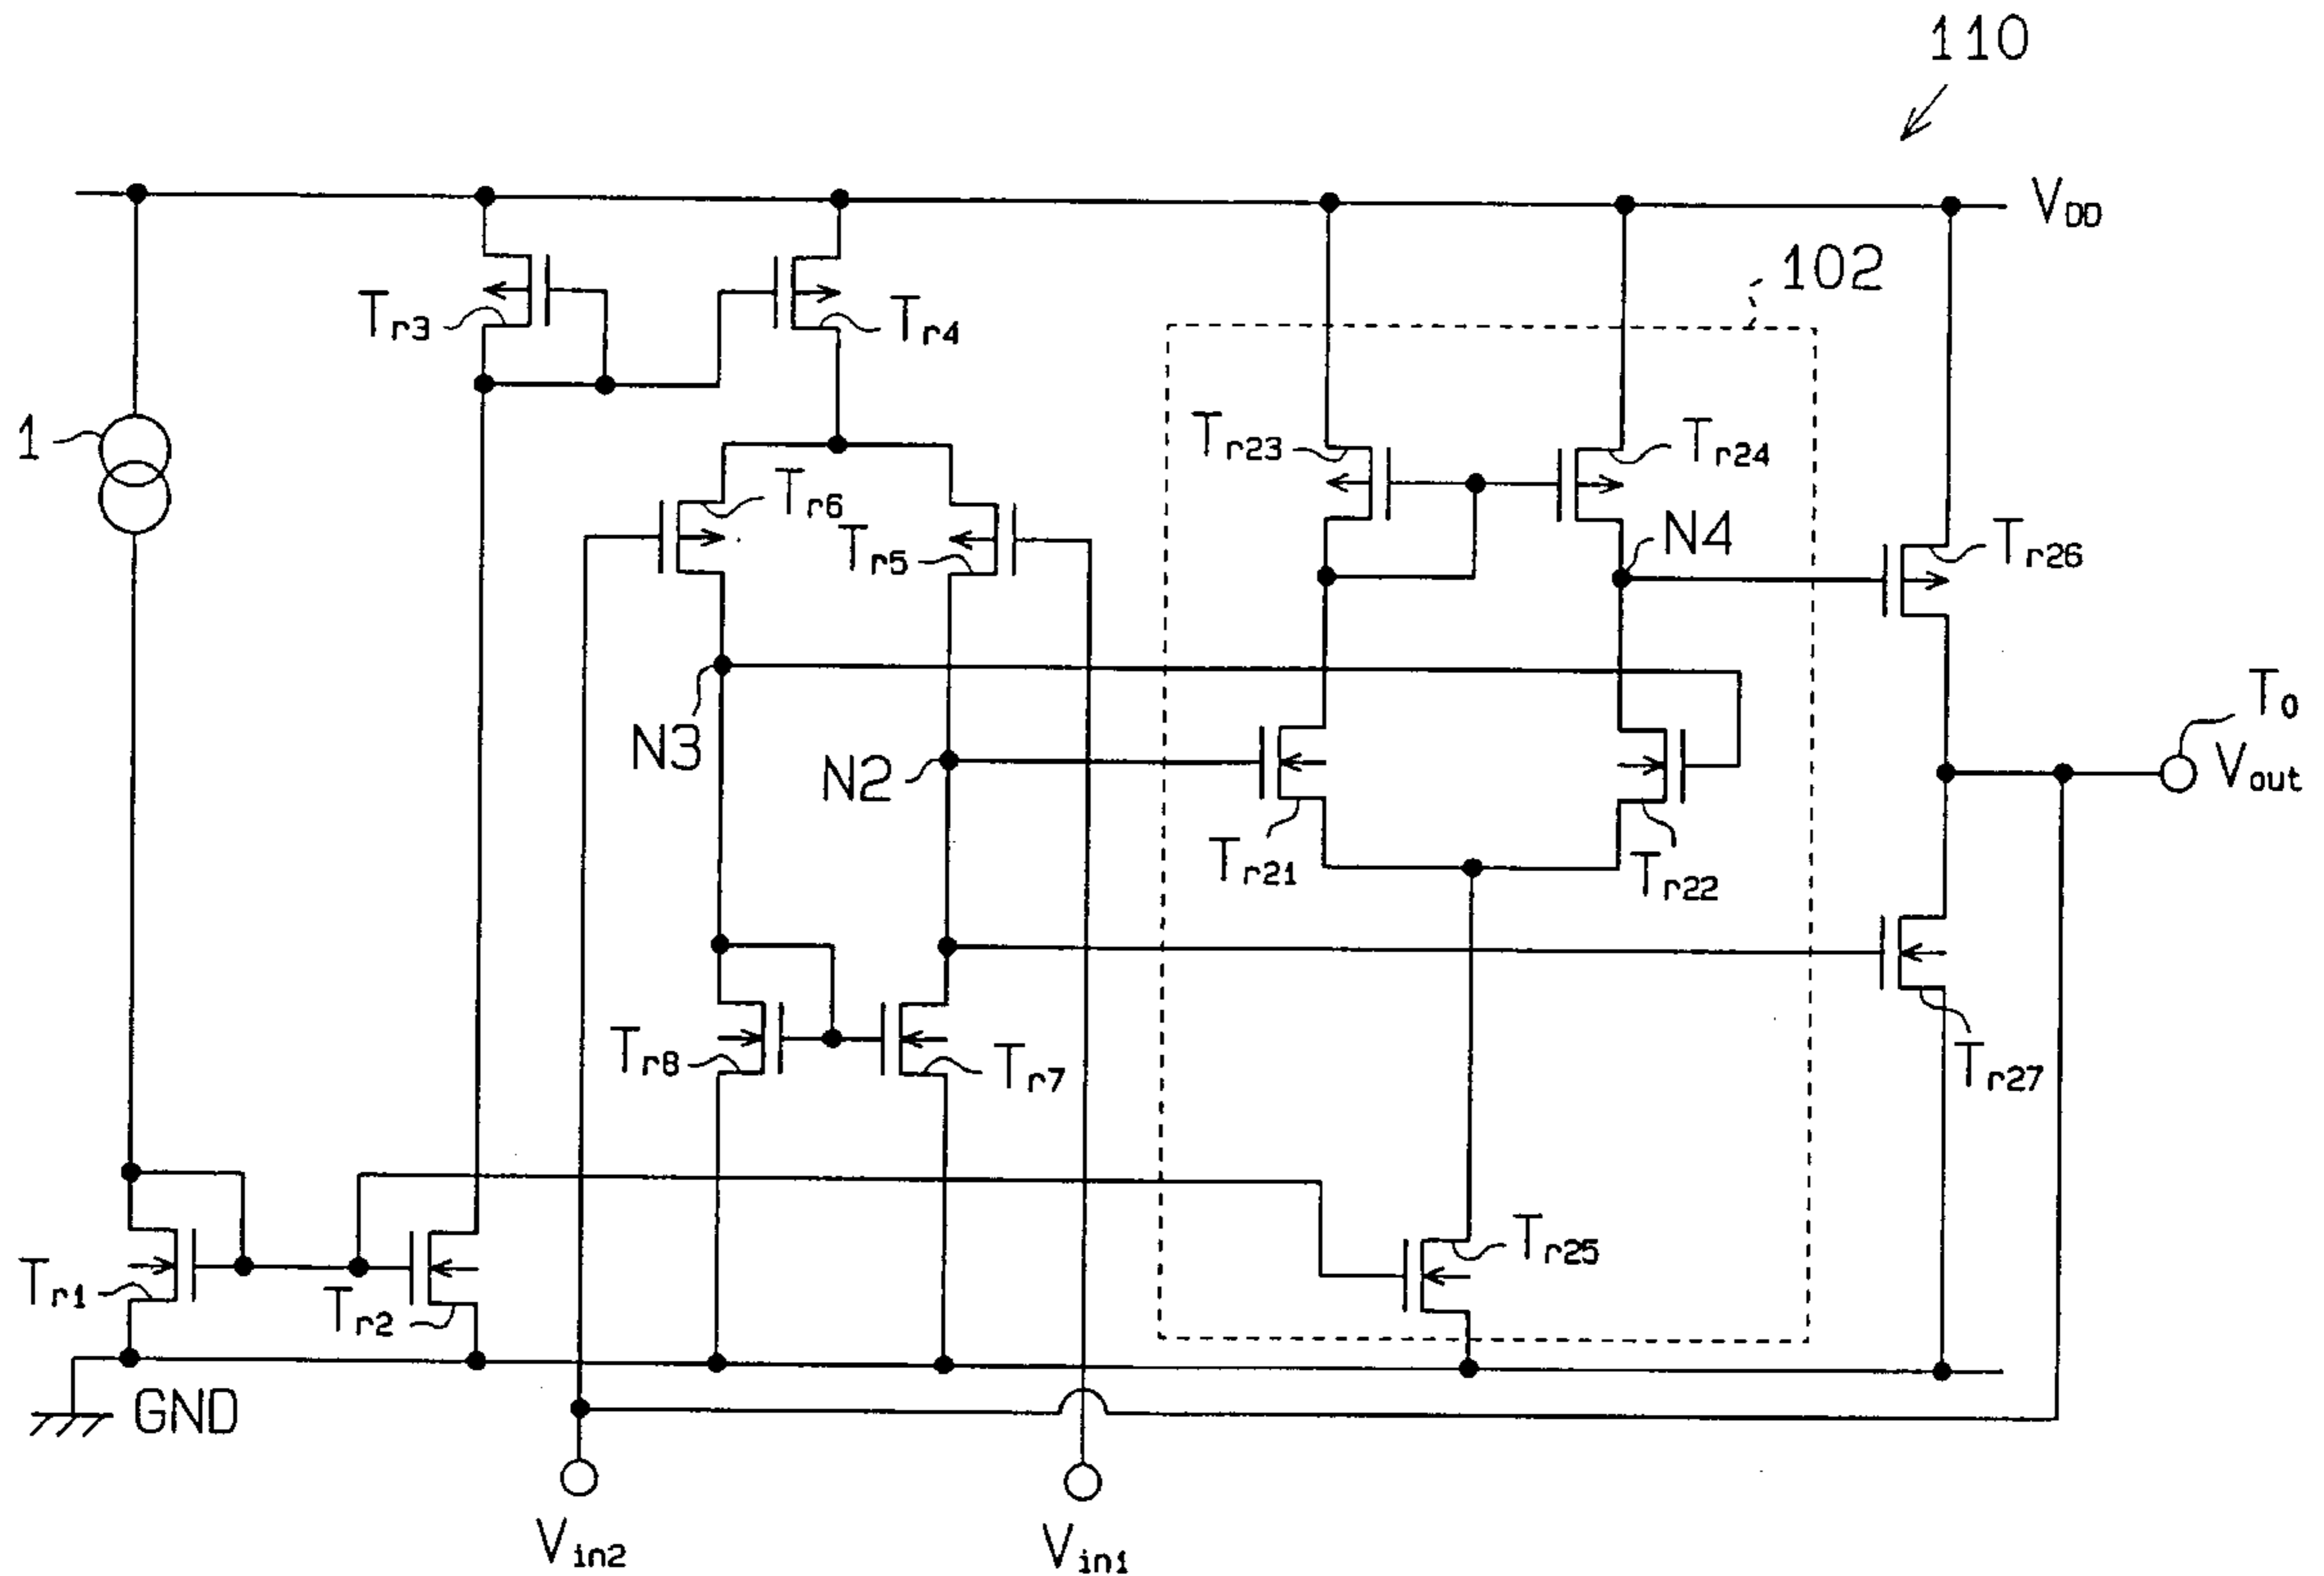 110
VDD
102
Tr3
Tr4
1
Tr23
Tr24
Tr6
Tr5
N4
Tr26
To
N3
N2
Vout
Tr21
Tr22
Tr8
Tr7
Tr27
Tr1
Tr2
Tr25
GND
Vin2
Vin1